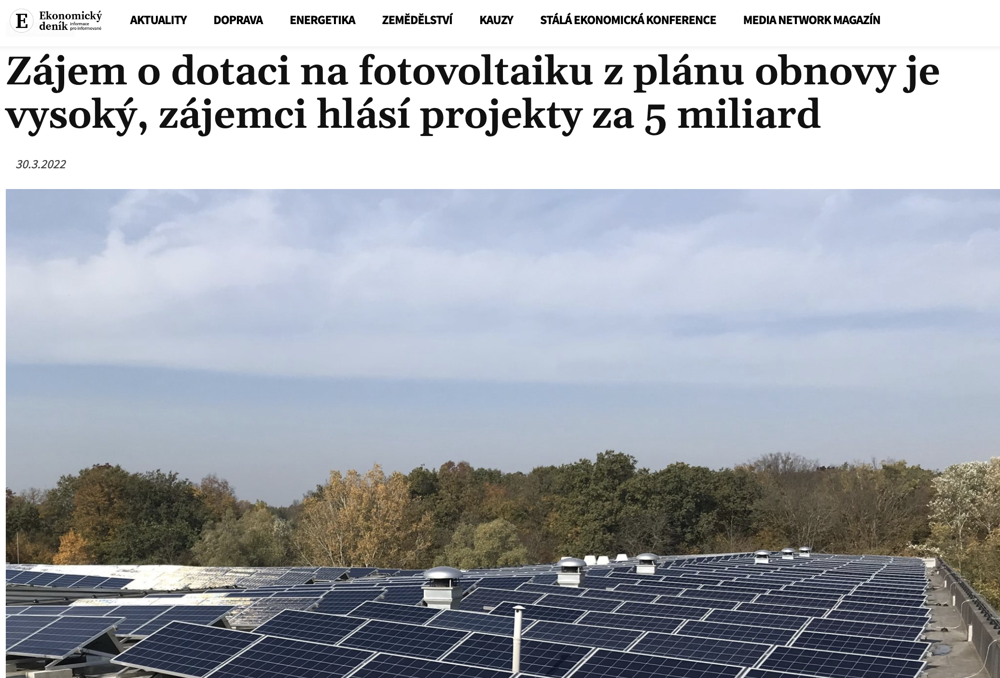 E
Ekonomický
deník informace
pro informované
AKTUALITY DOPRAVA ENERGETIKA ZEMĚDĚLSTVÍ KAUZY STÁLÁ EKONOMICKÁ KONFERENCE MEDIA NETWORK MAGAZÍN
Zájem o dotaci na fotovoltaiku z plánu obnovy je
vysoký, zájemci hlásí projekty za 5 miliard
30.3.2022